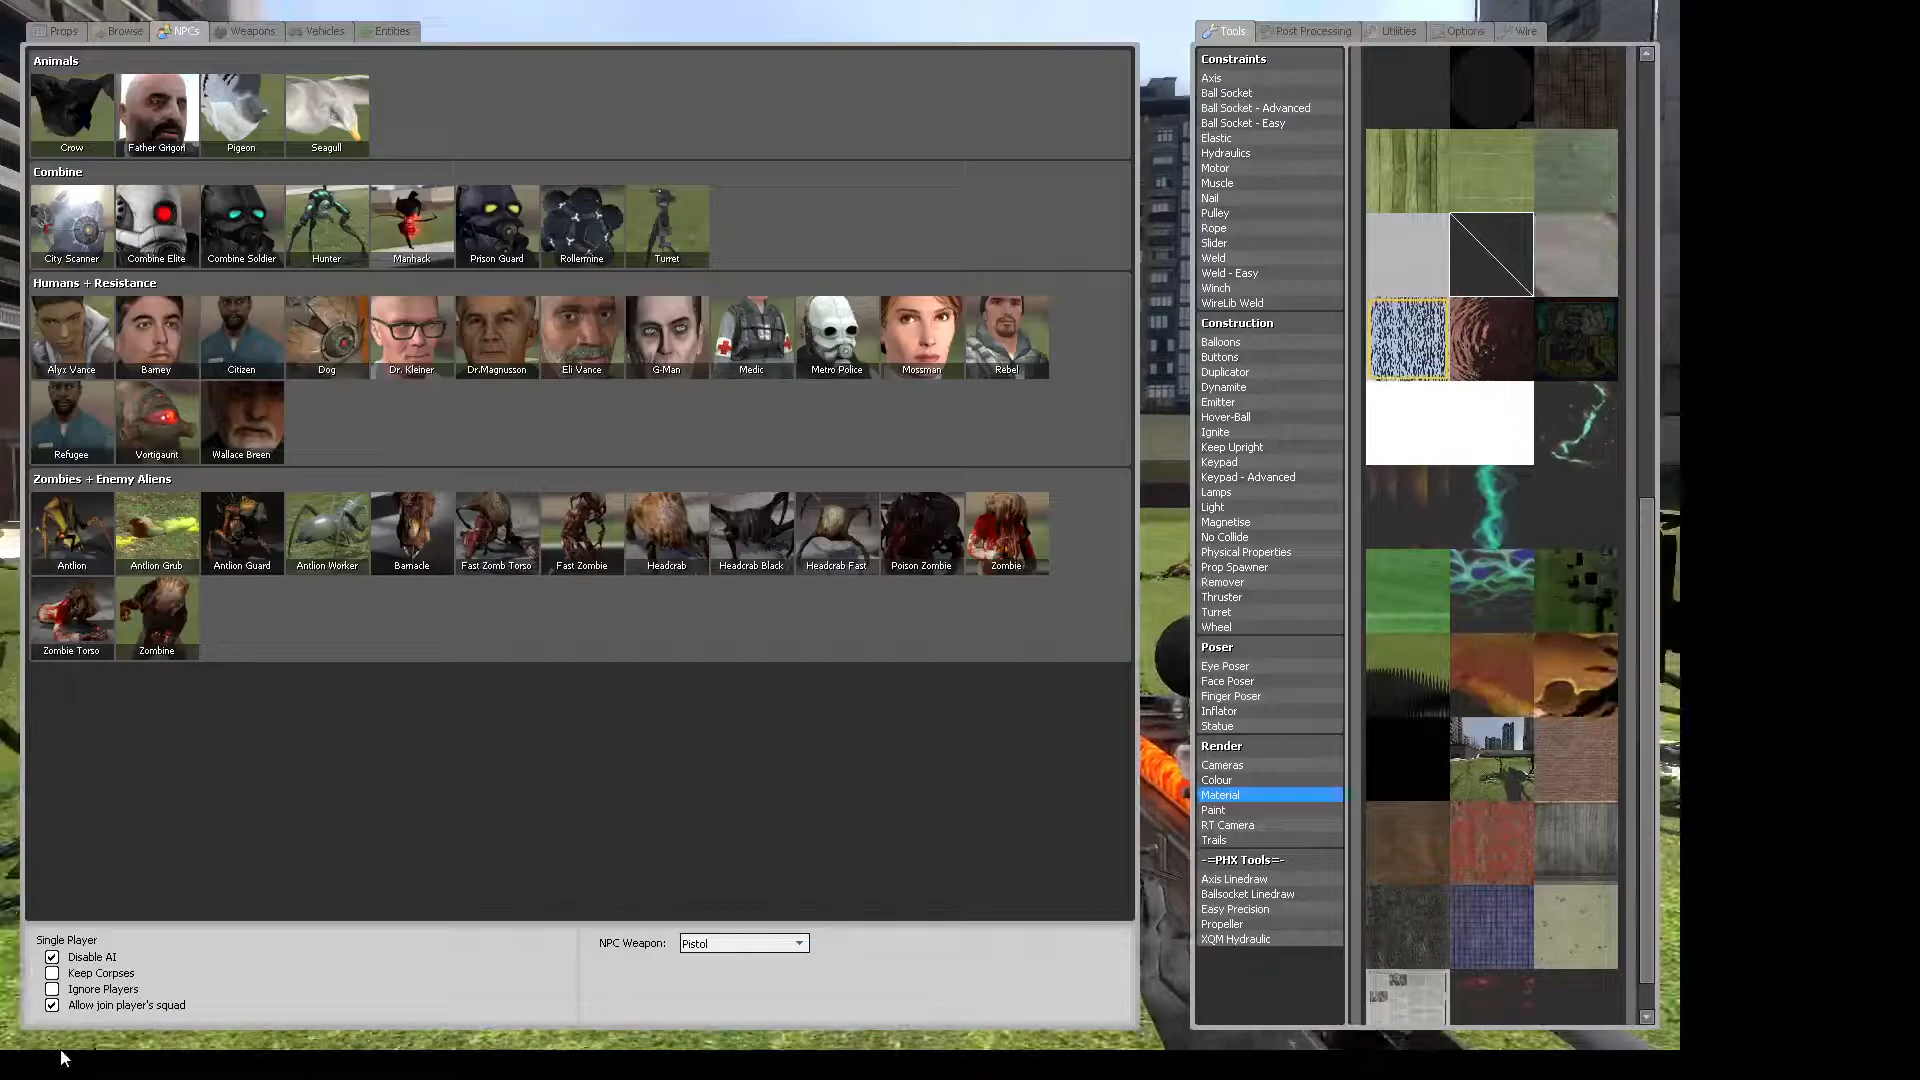 Props Browse NPCs Weapons Vehicles Entities
Animals
Crow Father Grigori Pigeon Seagull
Combine
City Scanner Combine Elite Combine Soldier Hunter Manhack Prison Guard Rollermine Turret
Humans + Resistance
Alyx Vance Barney Citizen Dog Dr. Kleiner Dr.Magnusson Eli Vance G-Man Medic Metro Police Mossman Rebel
Refugee Vortigaunt Wallace Breen
Zombies + Enemy Aliens
Antlion Antlion Grub Antlion Guard Antlion Worker Barnacle Fast Zomb Torso Fast Zombie Headcrab Headcrab Black Headcrab Fast Poison Zombie Zombie
Zombie Torso Zombine
Single Player
Disable AI
Keep Corpses
Ignore Players
Allow join player's squad
NPC Weapon: Pistol
Tools Post Processing Utilities Options Wire
Constraints
Axis
Ball Socket
Ball Socket - Advanced
Ball Socket - Easy
Elastic
Hydraulics
Motor
Muscle
Nail
Pulley
Rope
Slider
Weld
Weld - Easy
Winch
WireLib Weld
Construction
Balloons
Buttons
Duplicator
Dynamite
Emitter
Hover-Ball
Ignite
Keep Upright
Keypad
Keypad - Advanced
Lamps
Light
Magnetise
No Collide
Physical Properties
Prop Spawner
Remover
Thruster
Turret
Wheel
Poser
Eye Poser
Face Poser
Finger Poser
Inflator
Statue
Render
Cameras
Colour
Material
Paint
RT Camera
Trails
-=PHX Tools=-
Axis Linedraw
Ballsocket Linedraw
Easy Precision
Propeller
XQM Hydraulic